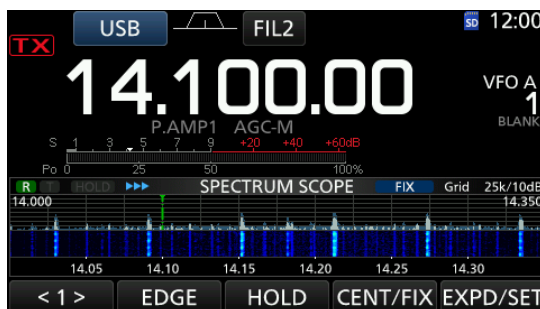 USB FIL2 SD 12:00
TX
14.100.00 VFO A
1
P.AMP1 AGC-M BLANK
S 1 3 5 7 9 +20 +40 +60dB
Po 0 25 50 100%
R T HOLD SPECTRUM SCOPE FIX Grid 25k/10dB
14.000 14.350
14.05 14.10 14.15 14.20 14.25 14.30
< 1 > EDGE HOLD CENT/FIX EXPD/SET